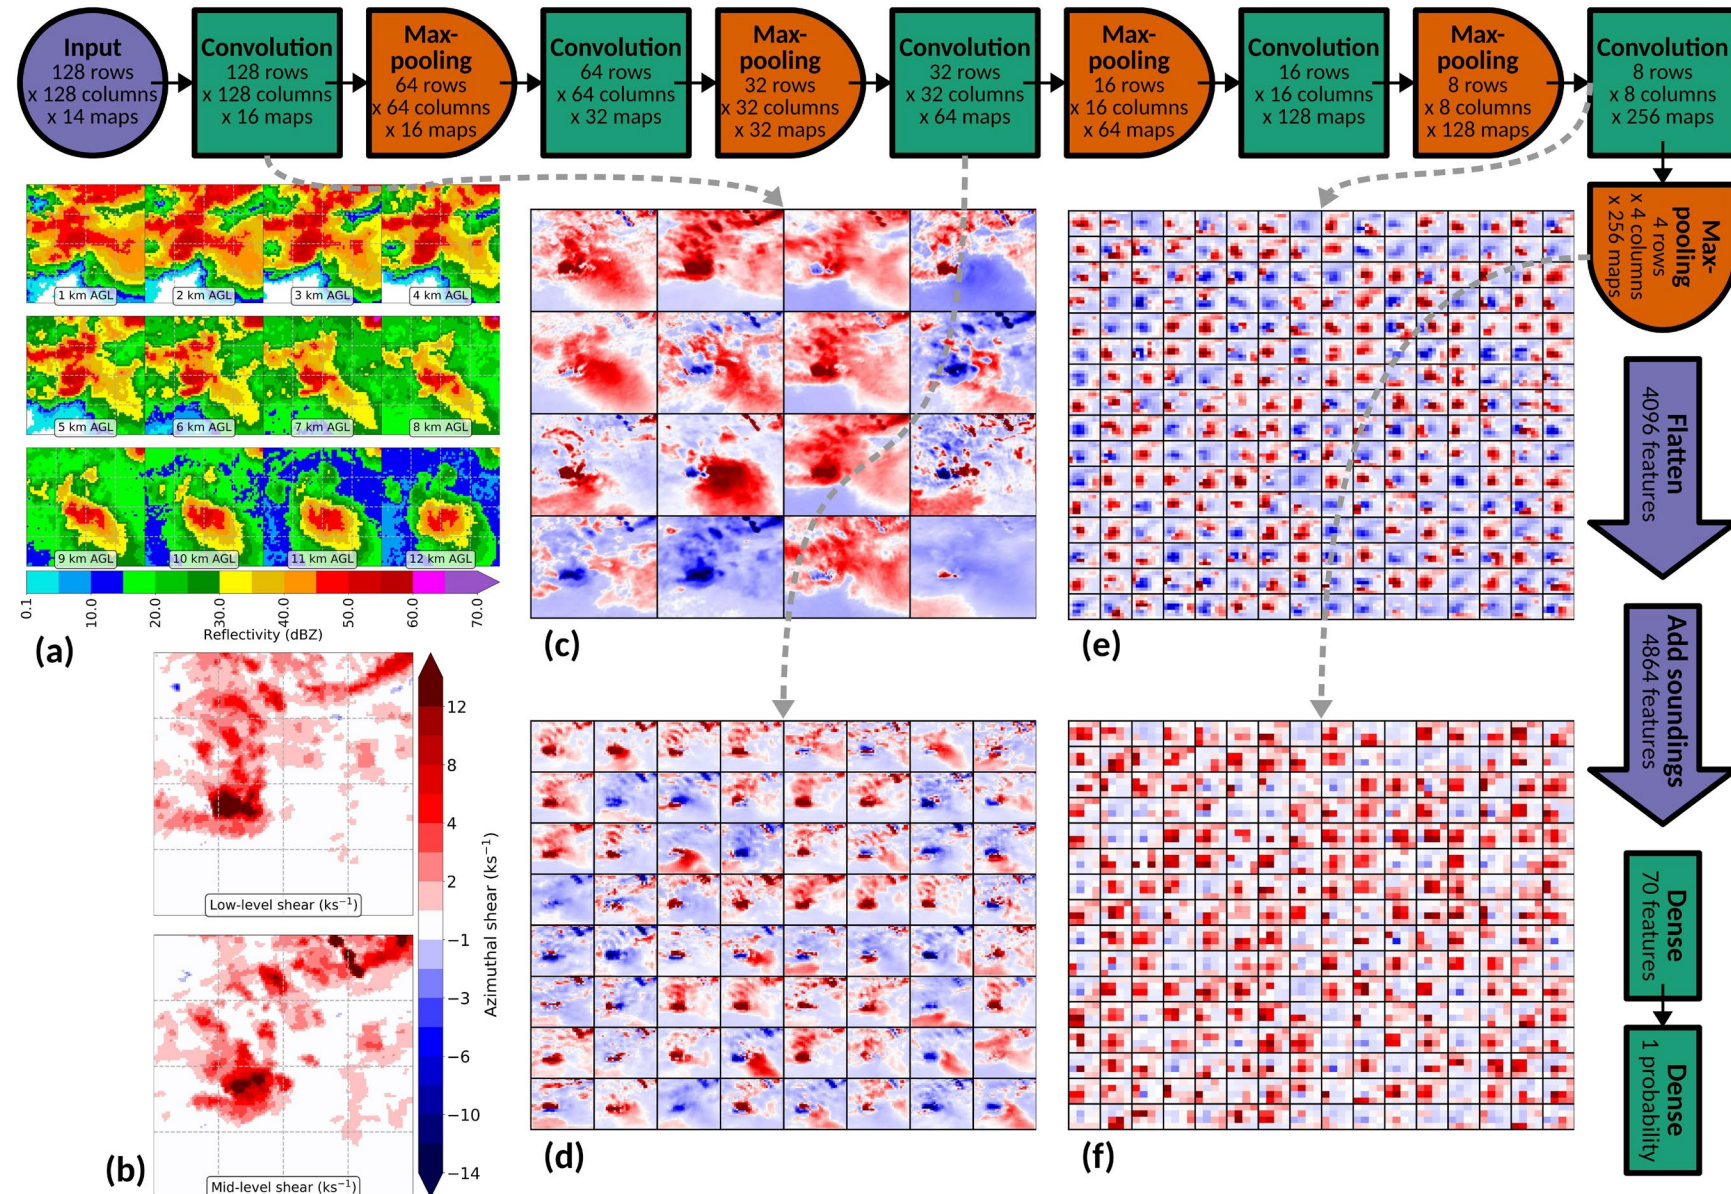 Input
128 rows
x 128 columns
x 14 maps
Convolution
128 rows
x 128 columns
x 16 maps
Max-
pooling
64 rows
x 64 columns
x 16 maps
Convolution
64 rows
x 64 columns
x 32 maps
Max-
pooling
32 rows
x 32 columns
x 32 maps
Convolution
32 rows
x 32 columns
x 64 maps
Max-
pooling
16 rows
x 16 columns
x 64 maps
Convolution
16 rows
x 16 columns
x 128 maps
Max-
pooling
8 rows
x 8 columns
x 128 maps
Convolution
8 rows
x 8 columns
x 256 maps
Max-
pooling
4 rows
x 4 columns
x 256 maps
Flatten
4096 features
Add soundings
4864 features
Dense
70 features
Dense
1 probability
1 km AGL
2 km AGL
3 km AGL
4 km AGL
5 km AGL
6 km AGL
7 km AGL
8 km AGL
9 km AGL
10 km AGL
11 km AGL
12 km AGL
0.1
10.0
20.0
30.0
40.0
50.0
60.0
70.0
Reflectivity (dBZ)
(a)
Low-level shear (ks⁻¹)
Mid-level shear (ks⁻¹)
12
8
4
2
−1
−3
−6
−10
−14
Azimuthal shear (ks⁻¹)
(b)
(c)
(d)
(e)
(f)